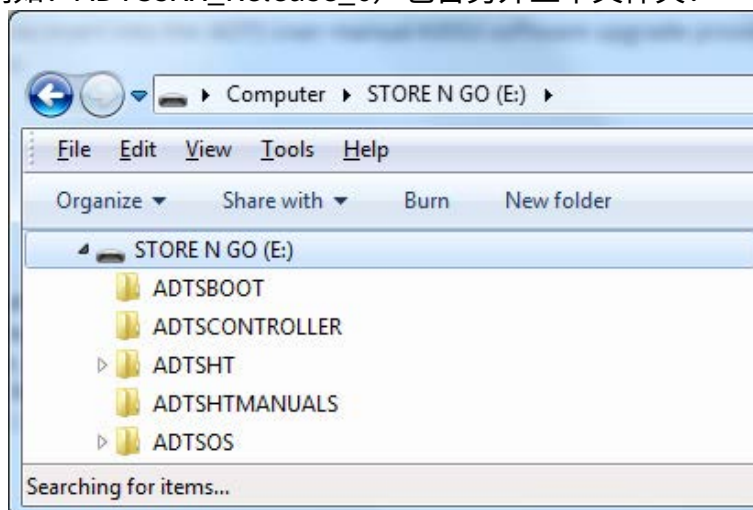 Computer STORE N GO (E:)
File Edit View Tools Help
Organize Share with Burn New folder
STORE N GO (E:)
ADTSBOOT
ADTSCONTROLLER
ADTSHT
ADTSHTMANUALS
ADTSOS
Searching for items...